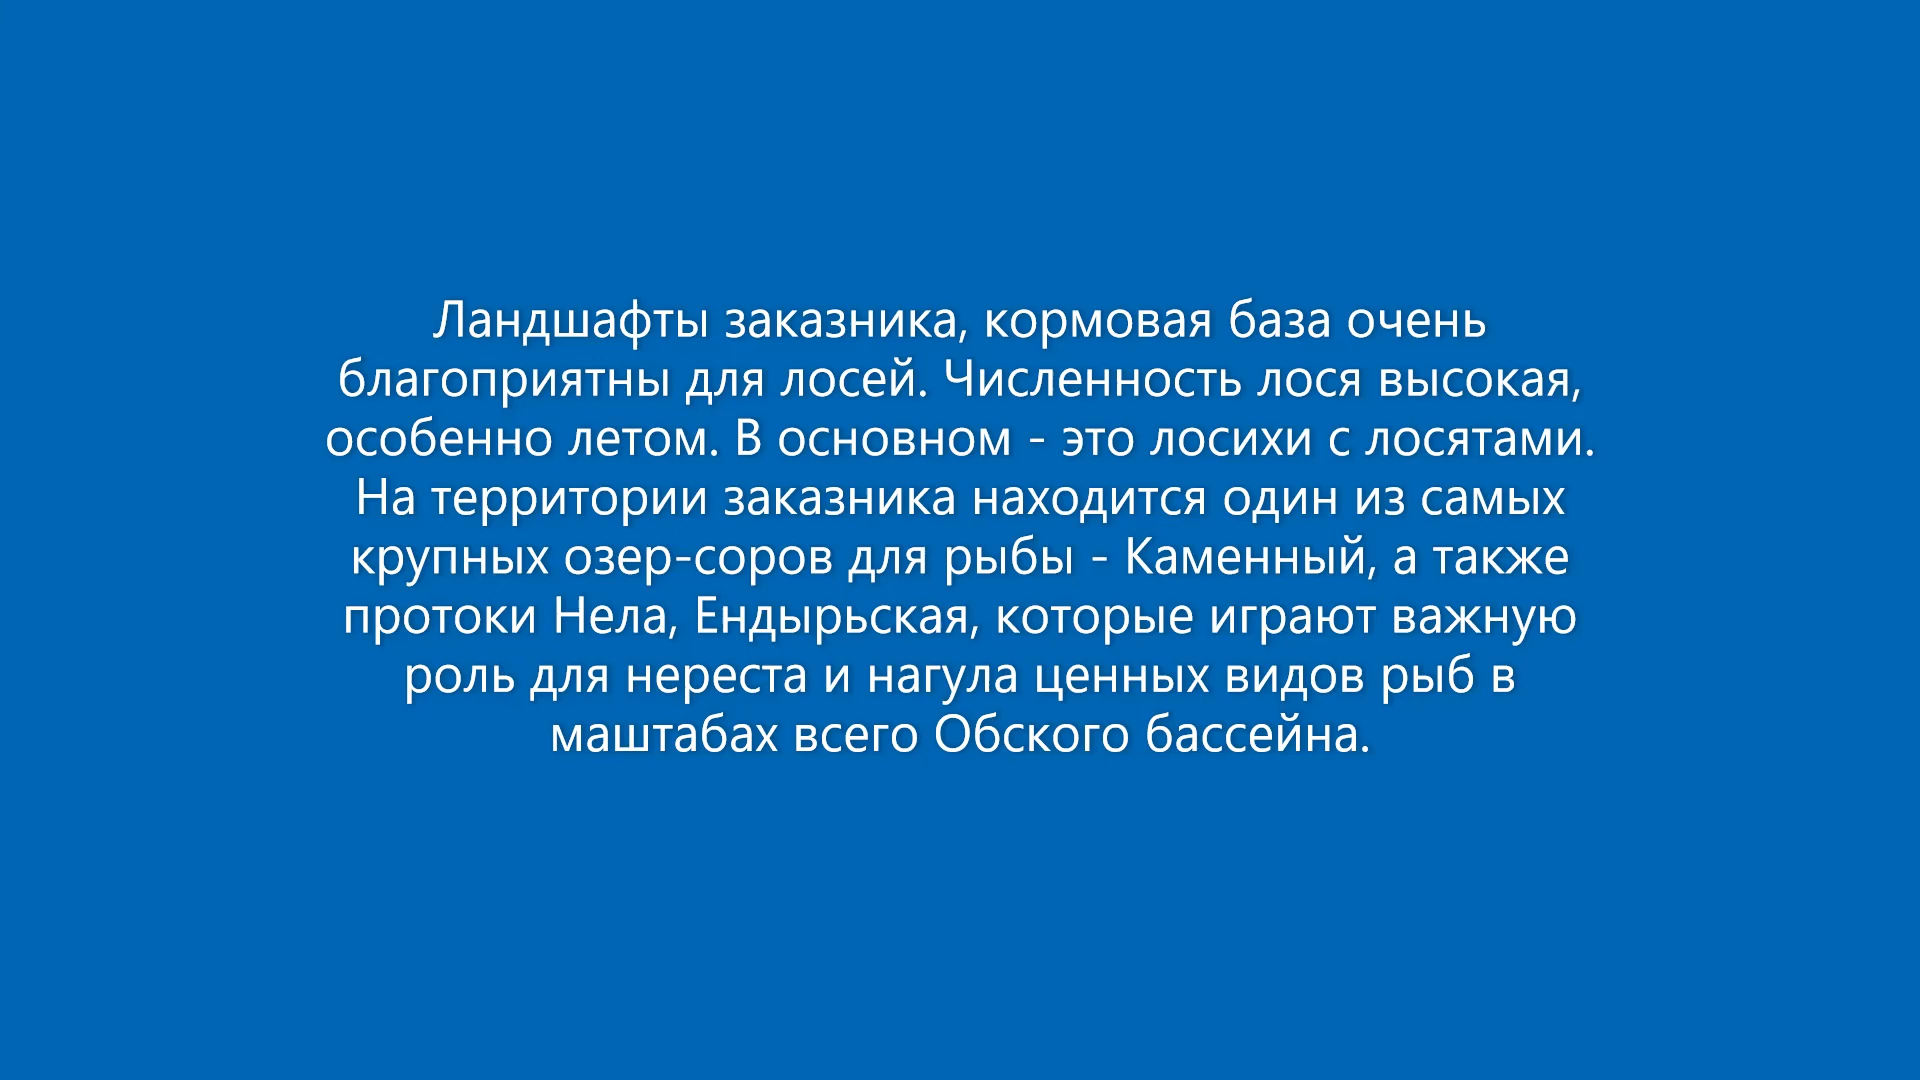 Ландшафты заказника, кормовая база очень
благоприятны для лосей. Численность лося высокая,
особенно летом. В основном - это лосихи с лосятами.
На территории заказника находится один из самых
крупных озер-соров для рыбы - Каменный, а также
протоки Нела, Ендырьская, которые играют важную
роль для нереста и нагула ценных видов рыб в
маштабах всего Обского бассейна.